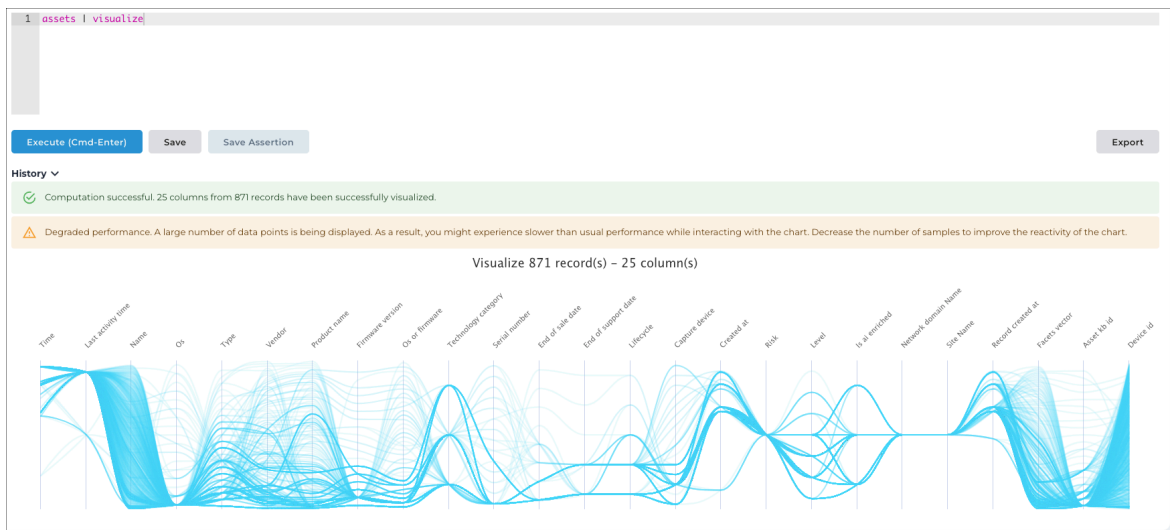 1 assets | visualize
Execute (Cmd-Enter) Save Save Assertion Export
History
Computation successful. 25 columns from 871 records have been successfully visualized.
Degraded performance. A large number of data points is being displayed. As a result, you might experience slower than usual performance while interacting with the chart. Decrease the number of samples to improve the reactivity of the chart.
Visualize 871 record(s) – 25 column(s)
Time
Last activity time
Name
Os
Type
Vendor
Product name
Firmware version
Os or firmware
Technology category
Serial number
End of sale date
End of support date
Lifecycle
Capture device
Created at
Risk
Level
Is ai enriched
Network domain Name
Site Name
Record created at
Facets vector
Asset kb id
Device id